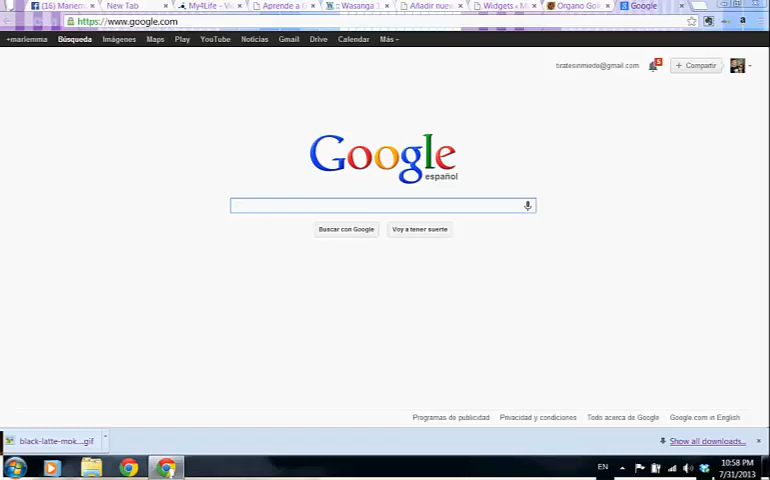 (16) Mariem
New Tab
My4Life - V
Aprende a
:: Wasanga
Añadir nue
Widgets ‹ M
Organo Gol
Google
https://www.google.com
+mariemma Búsqueda Imágenes Maps Play YouTube Noticias Gmail Drive Calendar Más
tiratesinmiedo@gmail.com 5 + Compartir
Google
español
Buscar con Google Voy a tener suerte
Programas de publicidad Privacidad y condiciones Todo acerca de Google Google.com in English
black-latte-mok....gif Show all downloads...
EN 10:58 PM
7/31/2013